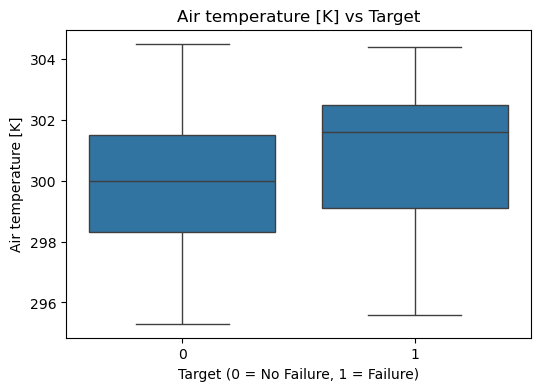 Air temperature [K] vs Target
Air temperature [K]
304
302
300
298
296
0 1
Target (0 = No Failure, 1 = Failure)